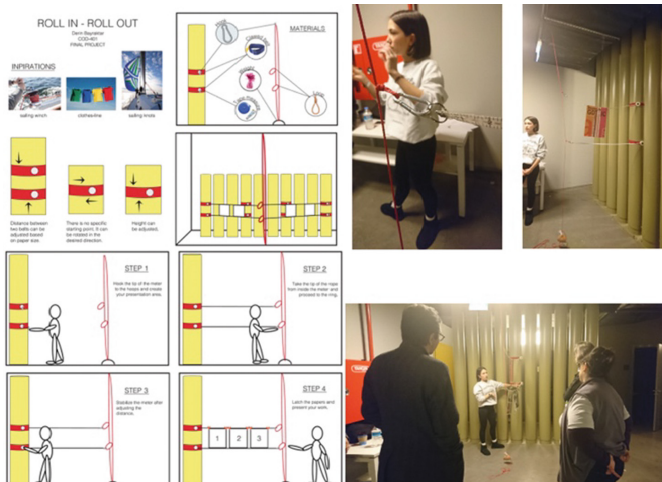 ROLL IN - ROLL OUT
Derin Bayraktar
COD-401
FINAL PROJECT
INPIRATIONS
sailing winch
clothesline
sailing knots
Distance between
two belts can be
adjusted based
on paper size
There is no specific
starting point. It can
be rotated in the
desired direction.
Height can
be adjusted.
MATERIALS
STEP 1
Hook the tip of the meter
to the hoops and create
your presentation area.
STEP 2
Take the tip of the rope
from inside the meter and
proceed to the ring.
STEP 3
Stabilize the meter after
adjusting the
distance.
STEP 4
Latch the papers and
present your work.
1 2 3